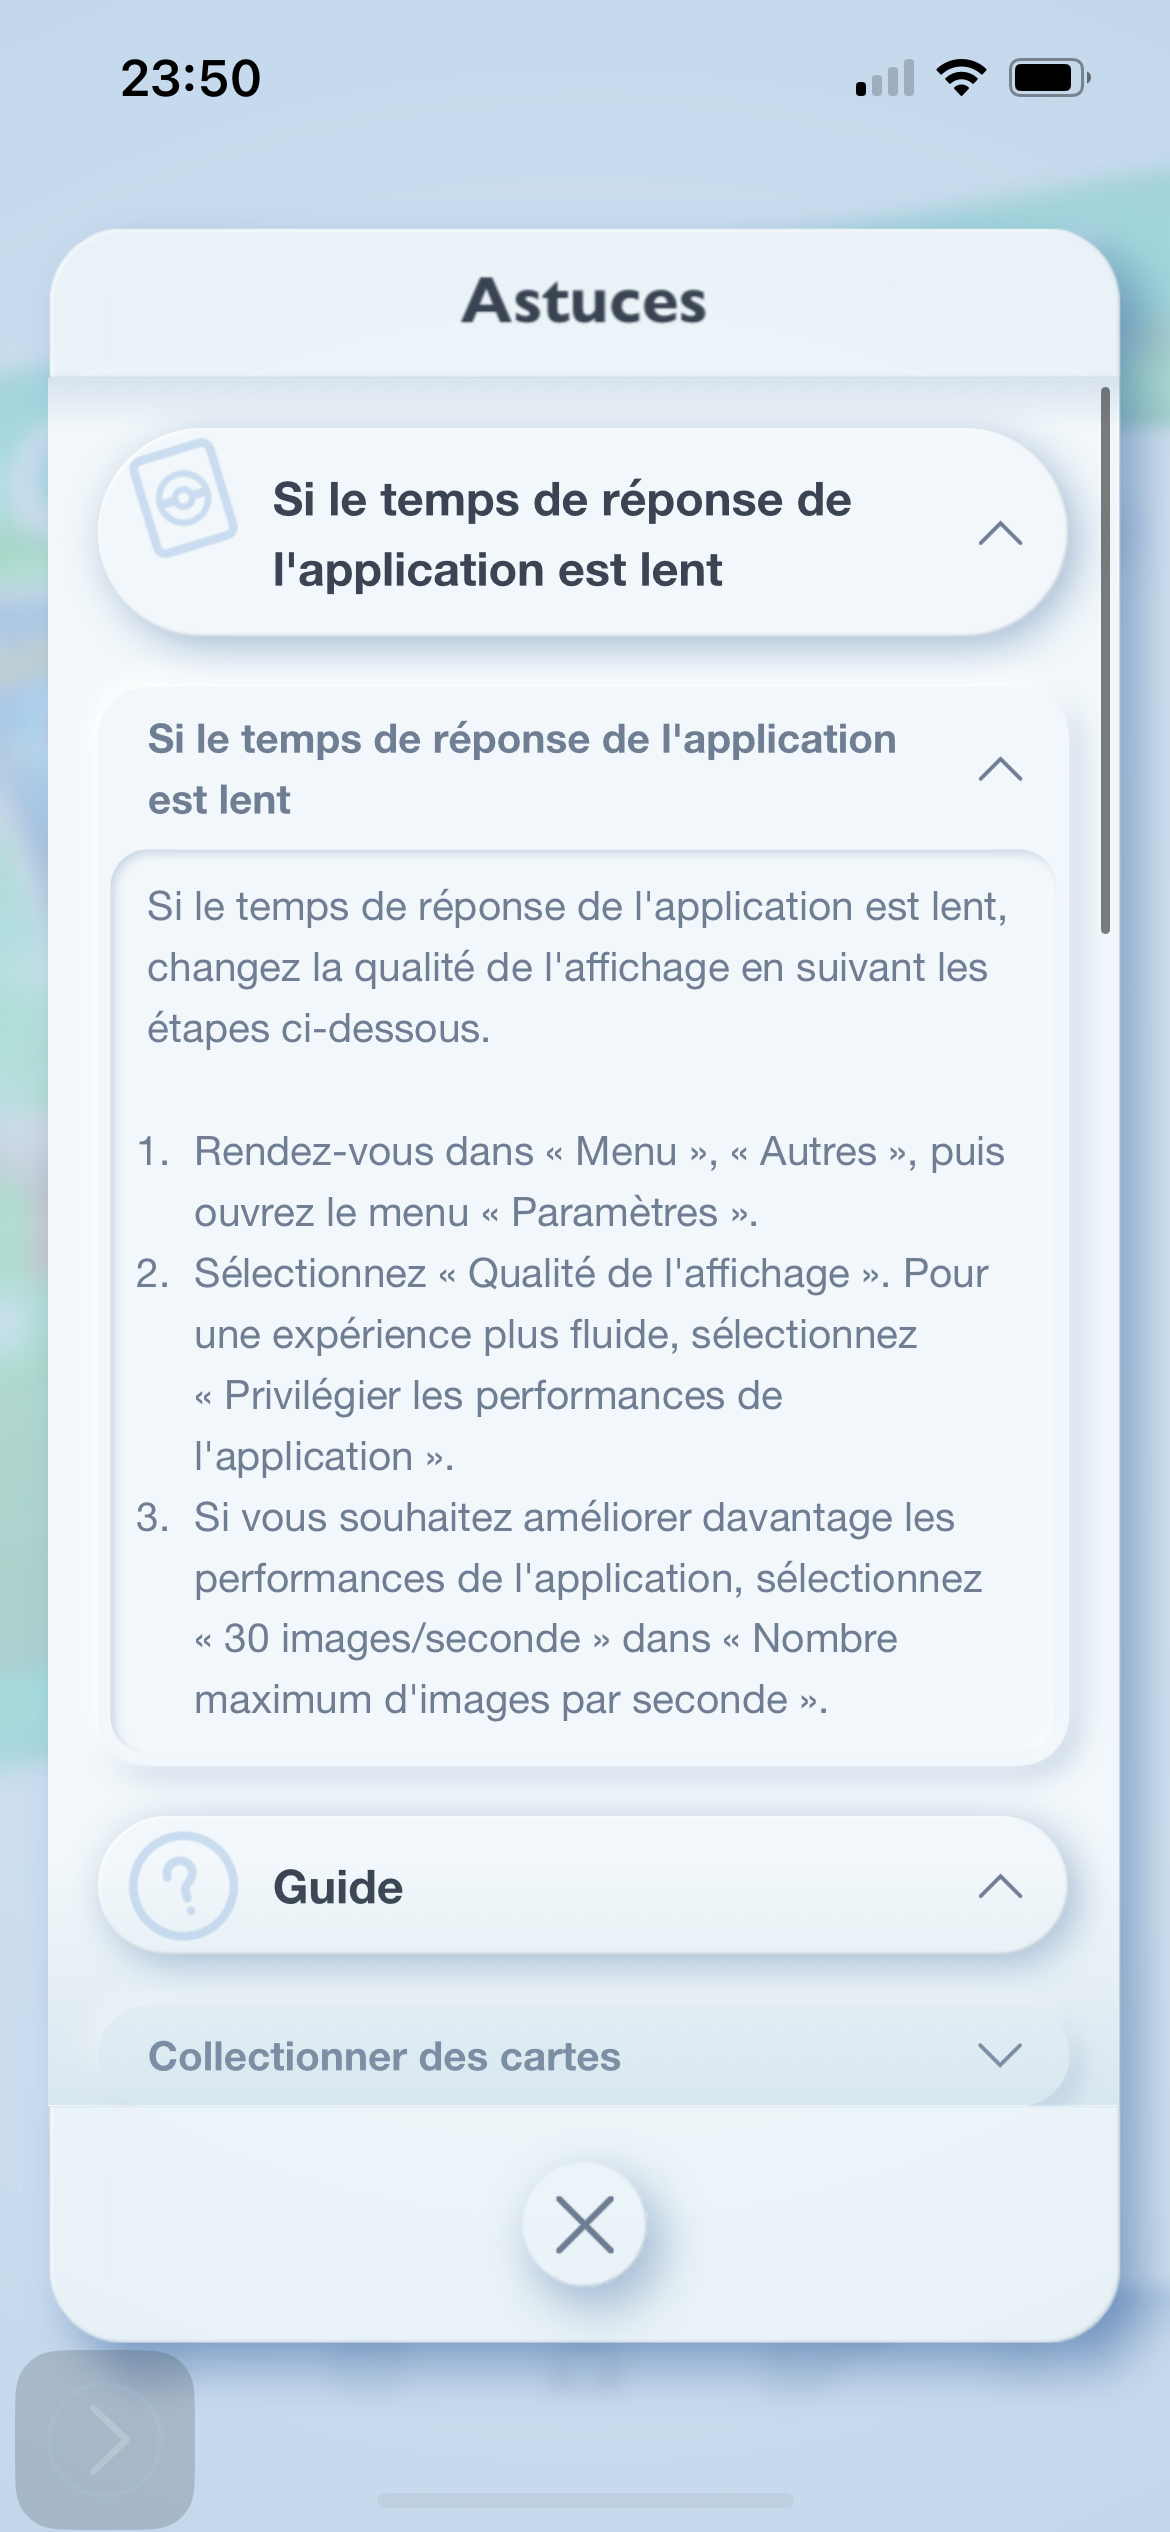 23:50
Astuces
Si le temps de réponse de
l'application est lent
Si le temps de réponse de l'application
est lent
Si le temps de réponse de l'application est lent,
changez la qualité de l'affichage en suivant les
étapes ci-dessous.
1. Rendez-vous dans « Menu », « Autres », puis
ouvrez le menu « Paramètres ».
2. Sélectionnez « Qualité de l'affichage ». Pour
une expérience plus fluide, sélectionnez
« Privilégier les performances de
l'application ».
3. Si vous souhaitez améliorer davantage les
performances de l'application, sélectionnez
« 30 images/seconde » dans « Nombre
maximum d'images par seconde ».
Guide
Collectionner des cartes